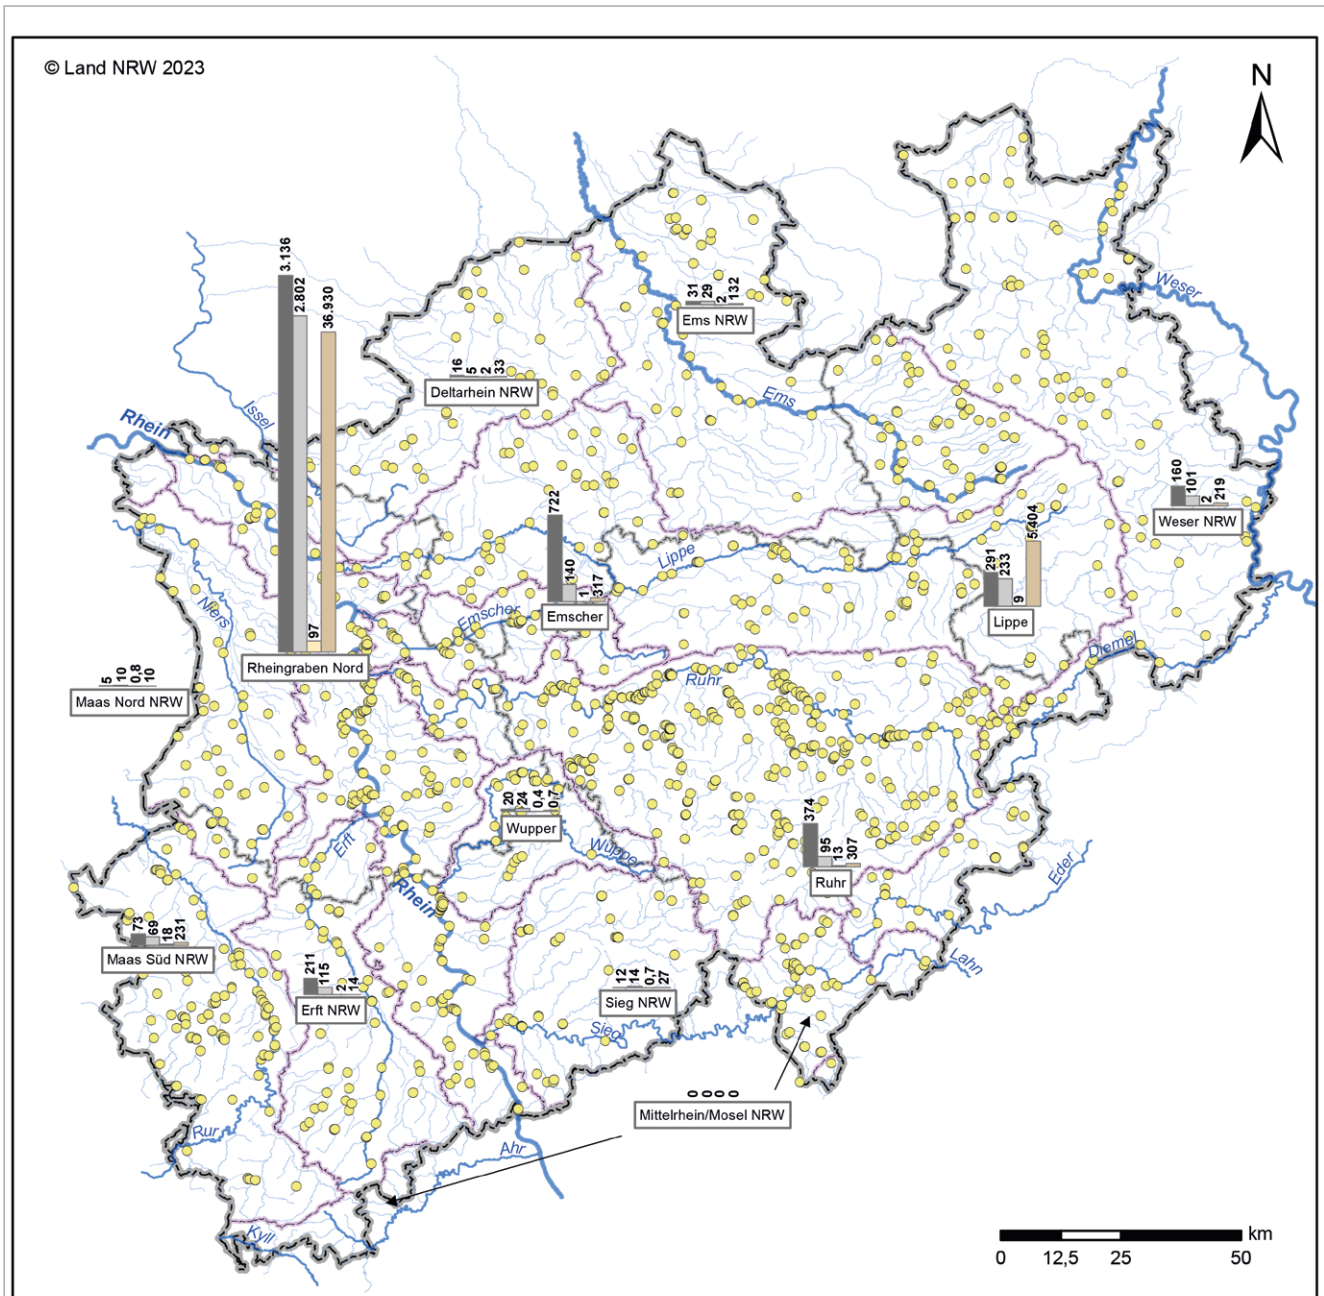 © Land NRW 2023
N
Weser
31
29
2
132
Ems NRW
3.136
2.802
97
36.930
Rheingraben Nord
16
5
2
33
Deltarhein NRW
Ems
Issel
Rhein
160
101
2
219
Weser NRW
722
140
1
317
Emscher
Lippe
291
233
9
5.404
Lippe
Niers
Emscher
Diemel
5
10
0,8
10
Maas Nord NRW
Ruhr
20
24
0,4
0,7
Wupper
Wupper
374
95
13
307
Ruhr
Erft
Rhein
Eder
73
69
18
231
Maas Süd NRW
Lahn
211
115
2
14
Erft NRW
12
14
0,7
27
Sieg NRW
Sieg
0
0
0
0
Mittelrhein/Mosel NRW
Rur
Ahr
Kyll
km
0 12,5 25 50